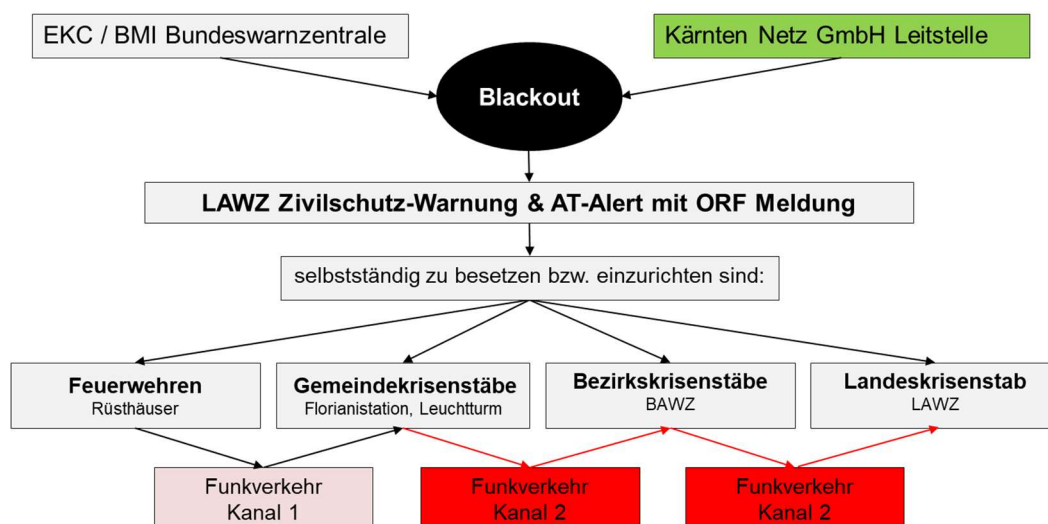 EKC / BMI Bundeswarnzentrale
Kärnten Netz GmbH Leitstelle
Blackout
LAWZ Zivilschutz-Warnung & AT-Alert mit ORF Meldung
selbstständig zu besetzen bzw. einzurichten sind:
Feuerwehren
Rüsthäuser
Gemeindekrisenstäbe
Florianistation, Leuchtturm
Bezirkskrisenstäbe
BAWZ
Landeskrisenstab
LAWZ
Funkverkehr
Kanal 1
Funkverkehr
Kanal 2
Funkverkehr
Kanal 2